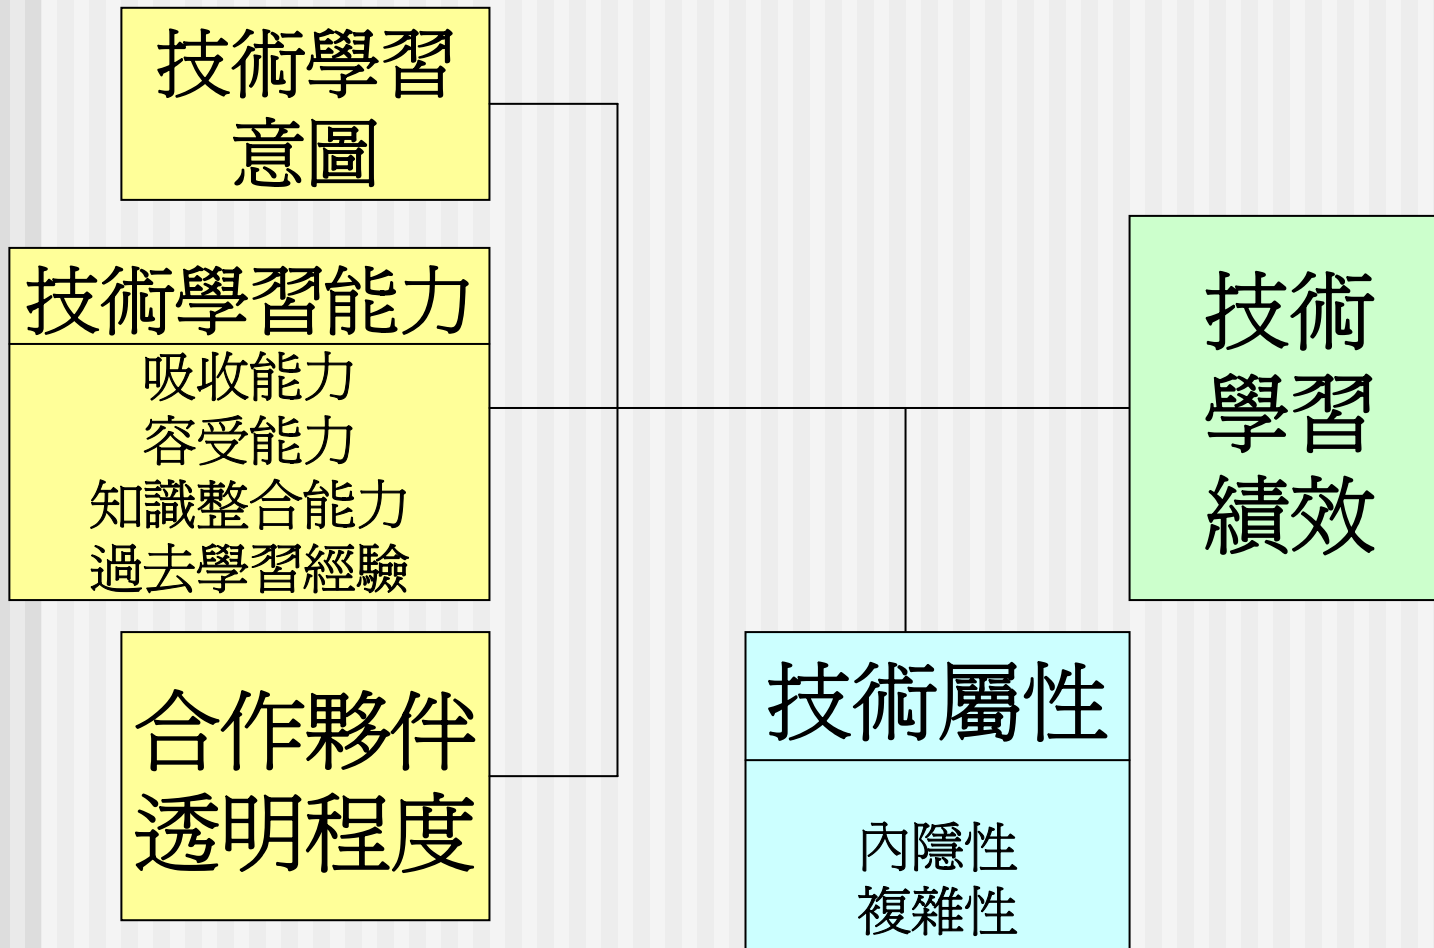 技術學習
意圖
技術學習能力
吸收能力
容受能力
知識整合能力
過去學習經驗
合作夥伴
透明程度
技術
學習
績效
技術屬性
內隱性
複雜性